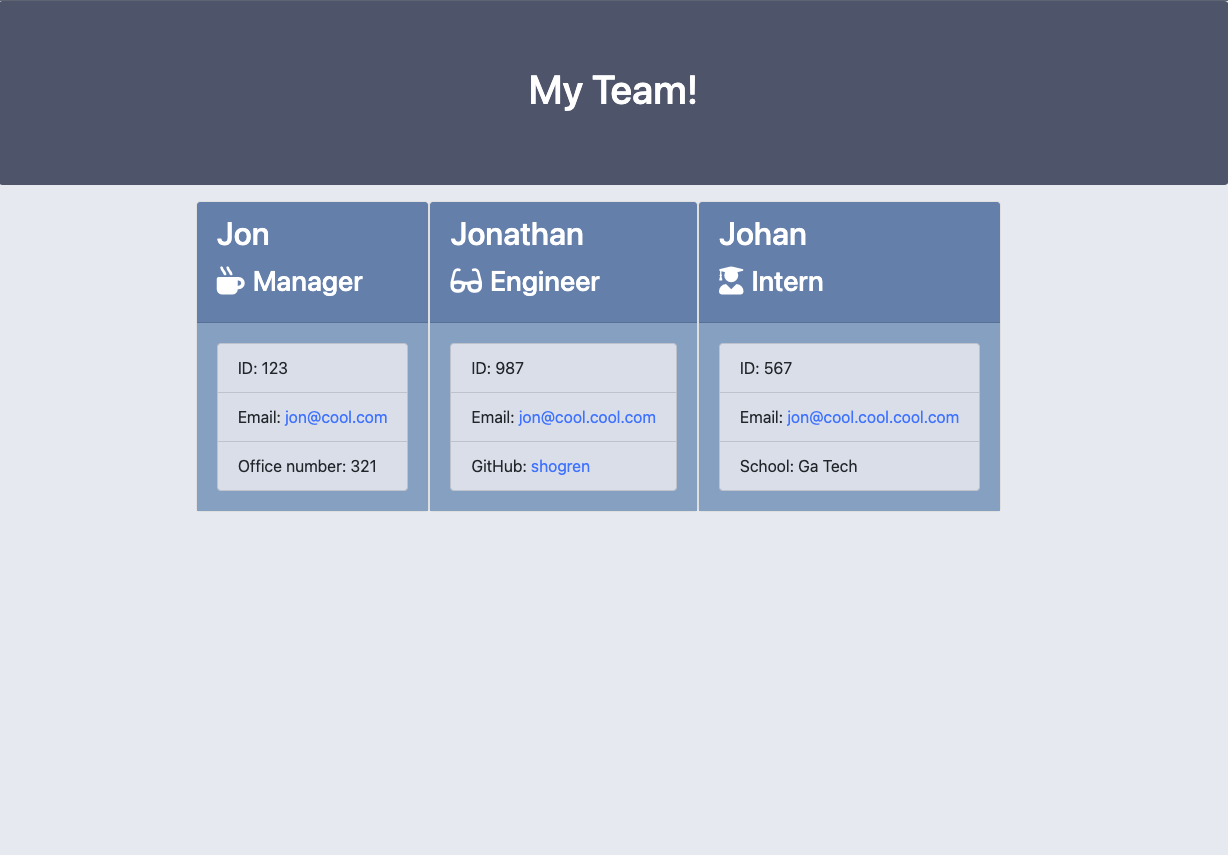 My Team!
Jon
Manager
ID: 123
Email: jon@cool.com
Office number: 321
Jonathan
Engineer
ID: 987
Email: jon@cool.cool.com
GitHub: shogren
Johan
Intern
ID: 567
Email: jon@cool.cool.cool.com
School: Ga Tech